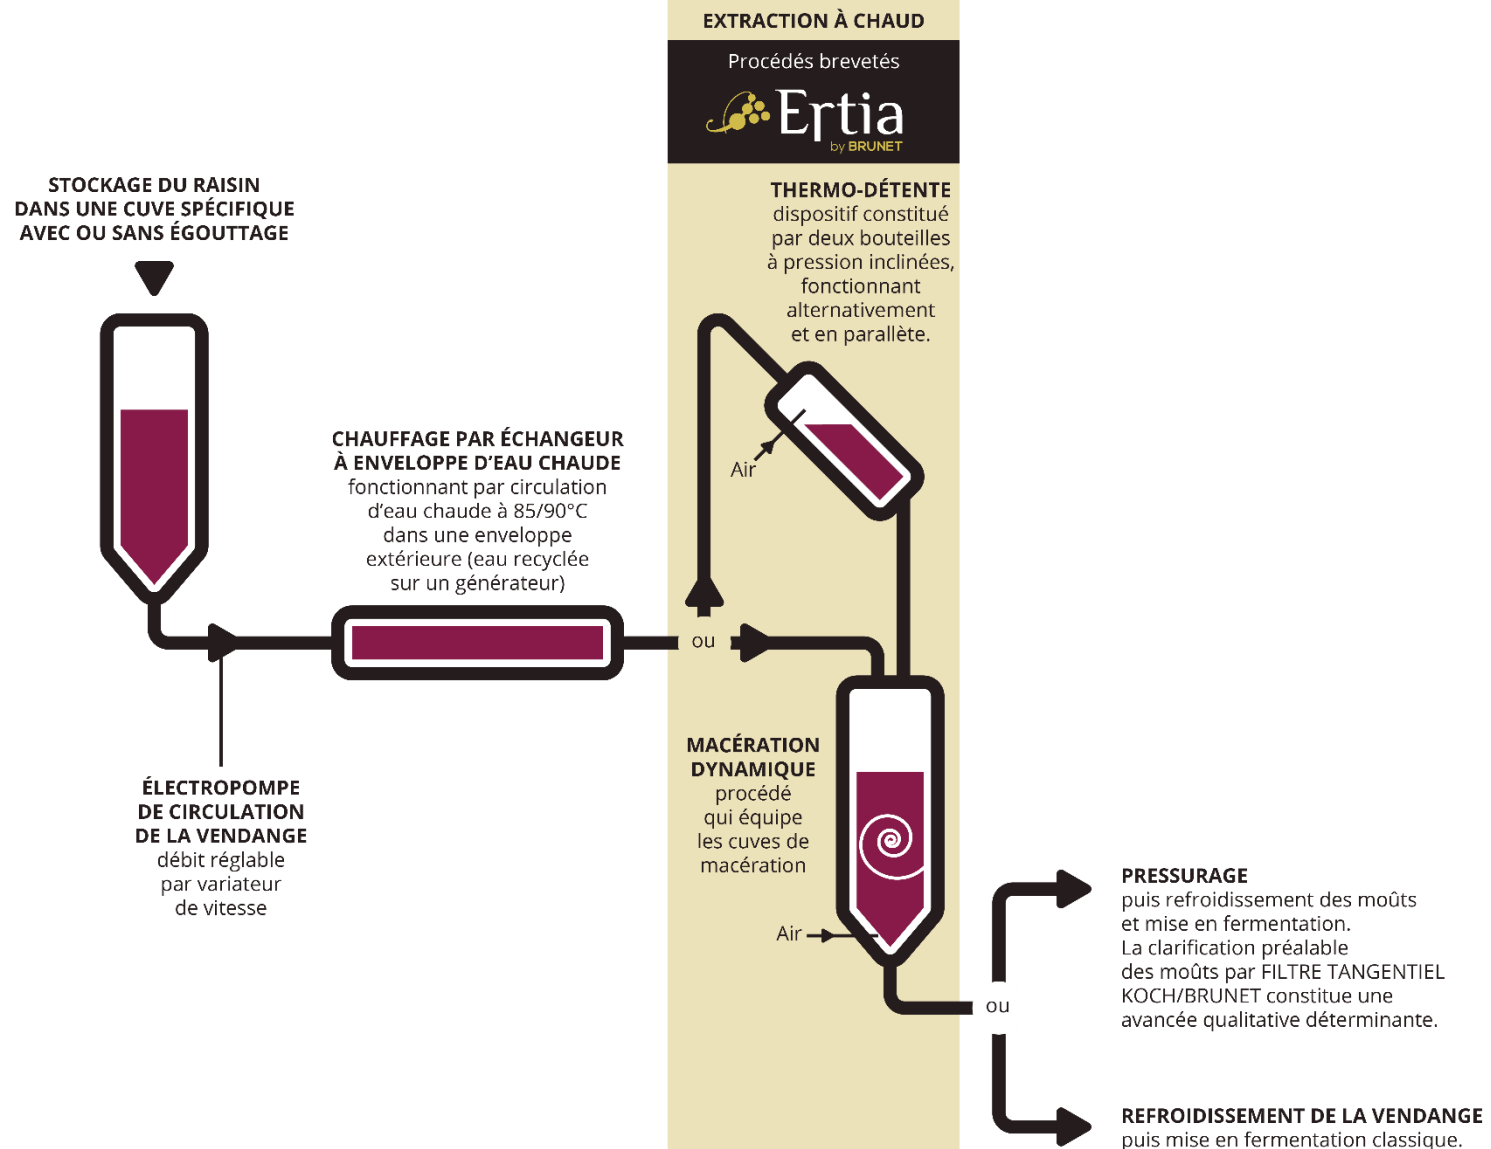 EXTRACTION À CHAUD
Procédés brevetés
Ertia
by BRUNET
STOCKAGE DU RAISIN
DANS UNE CUVE SPÉCIFIQUE
AVEC OU SANS ÉGOUTTAGE
THERMO-DÉTENTE
dispositif constitué
par deux bouteilles
à pression inclinées,
fonctionnant
alternativement
et en parallète.
CHAUFFAGE PAR ÉCHANGEUR
À ENVELOPPE D’EAU CHAUDE
fonctionnant par circulation
d’eau chaude à 85/90°C
dans une enveloppe
extérieure (eau recyclée
sur un générateur)
Air
ou
ÉLECTROPOMPE
DE CIRCULATION
DE LA VENDANGE
débit réglable
par variateur
de vitesse
MACÉRATION
DYNAMIQUE
procédé
qui équipe
les cuves de
macération
Air
ou
PRESSURAGE
puis refroidissement des moûts
et mise en fermentation.
La clarification préalable
des moûts par FILTRE TANGENTIEL
KOCH/BRUNET constitue une
avancée qualitative déterminante.
REFROIDISSEMENT DE LA VENDANGE
puis mise en fermentation classique.